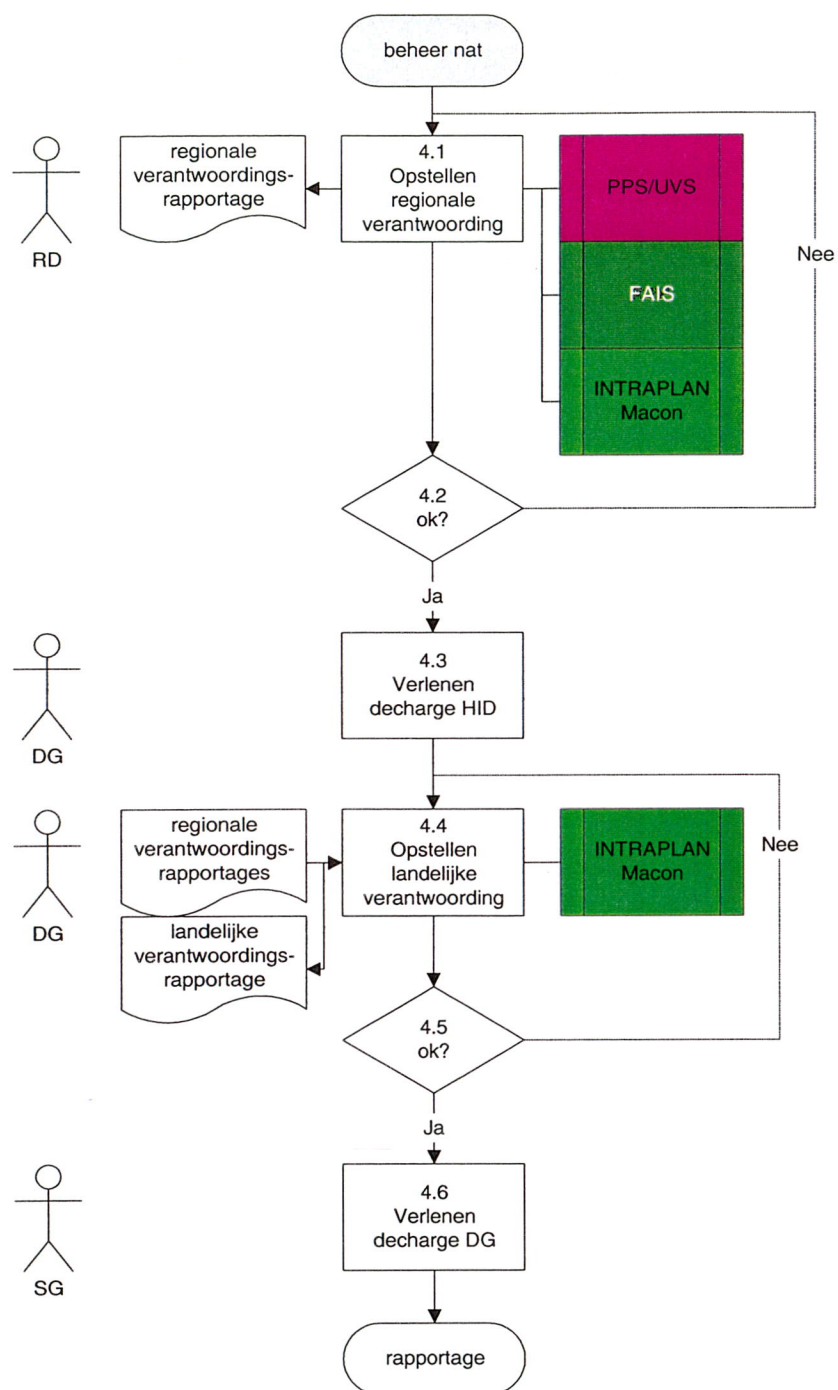 beheer nat
regionale
verantwoordings-
rapportage
4.1
Opstellen
regionale
verantwoording
PPS/UVS
RD
Nee
FAIS
INTRAPLAN
Macon
4.2
ok?
Ja
4.3
Verlenen
decharge HID
DG
regionale
verantwoordings-
rapportages
4.4
Opstellen
landelijke
verantwoording
INTRAPLAN
Macon
Nee
DG
landelijke
verantwoordings-
rapportage
4.5
ok?
Ja
4.6
Verlenen
decharge DG
SG
rapportage